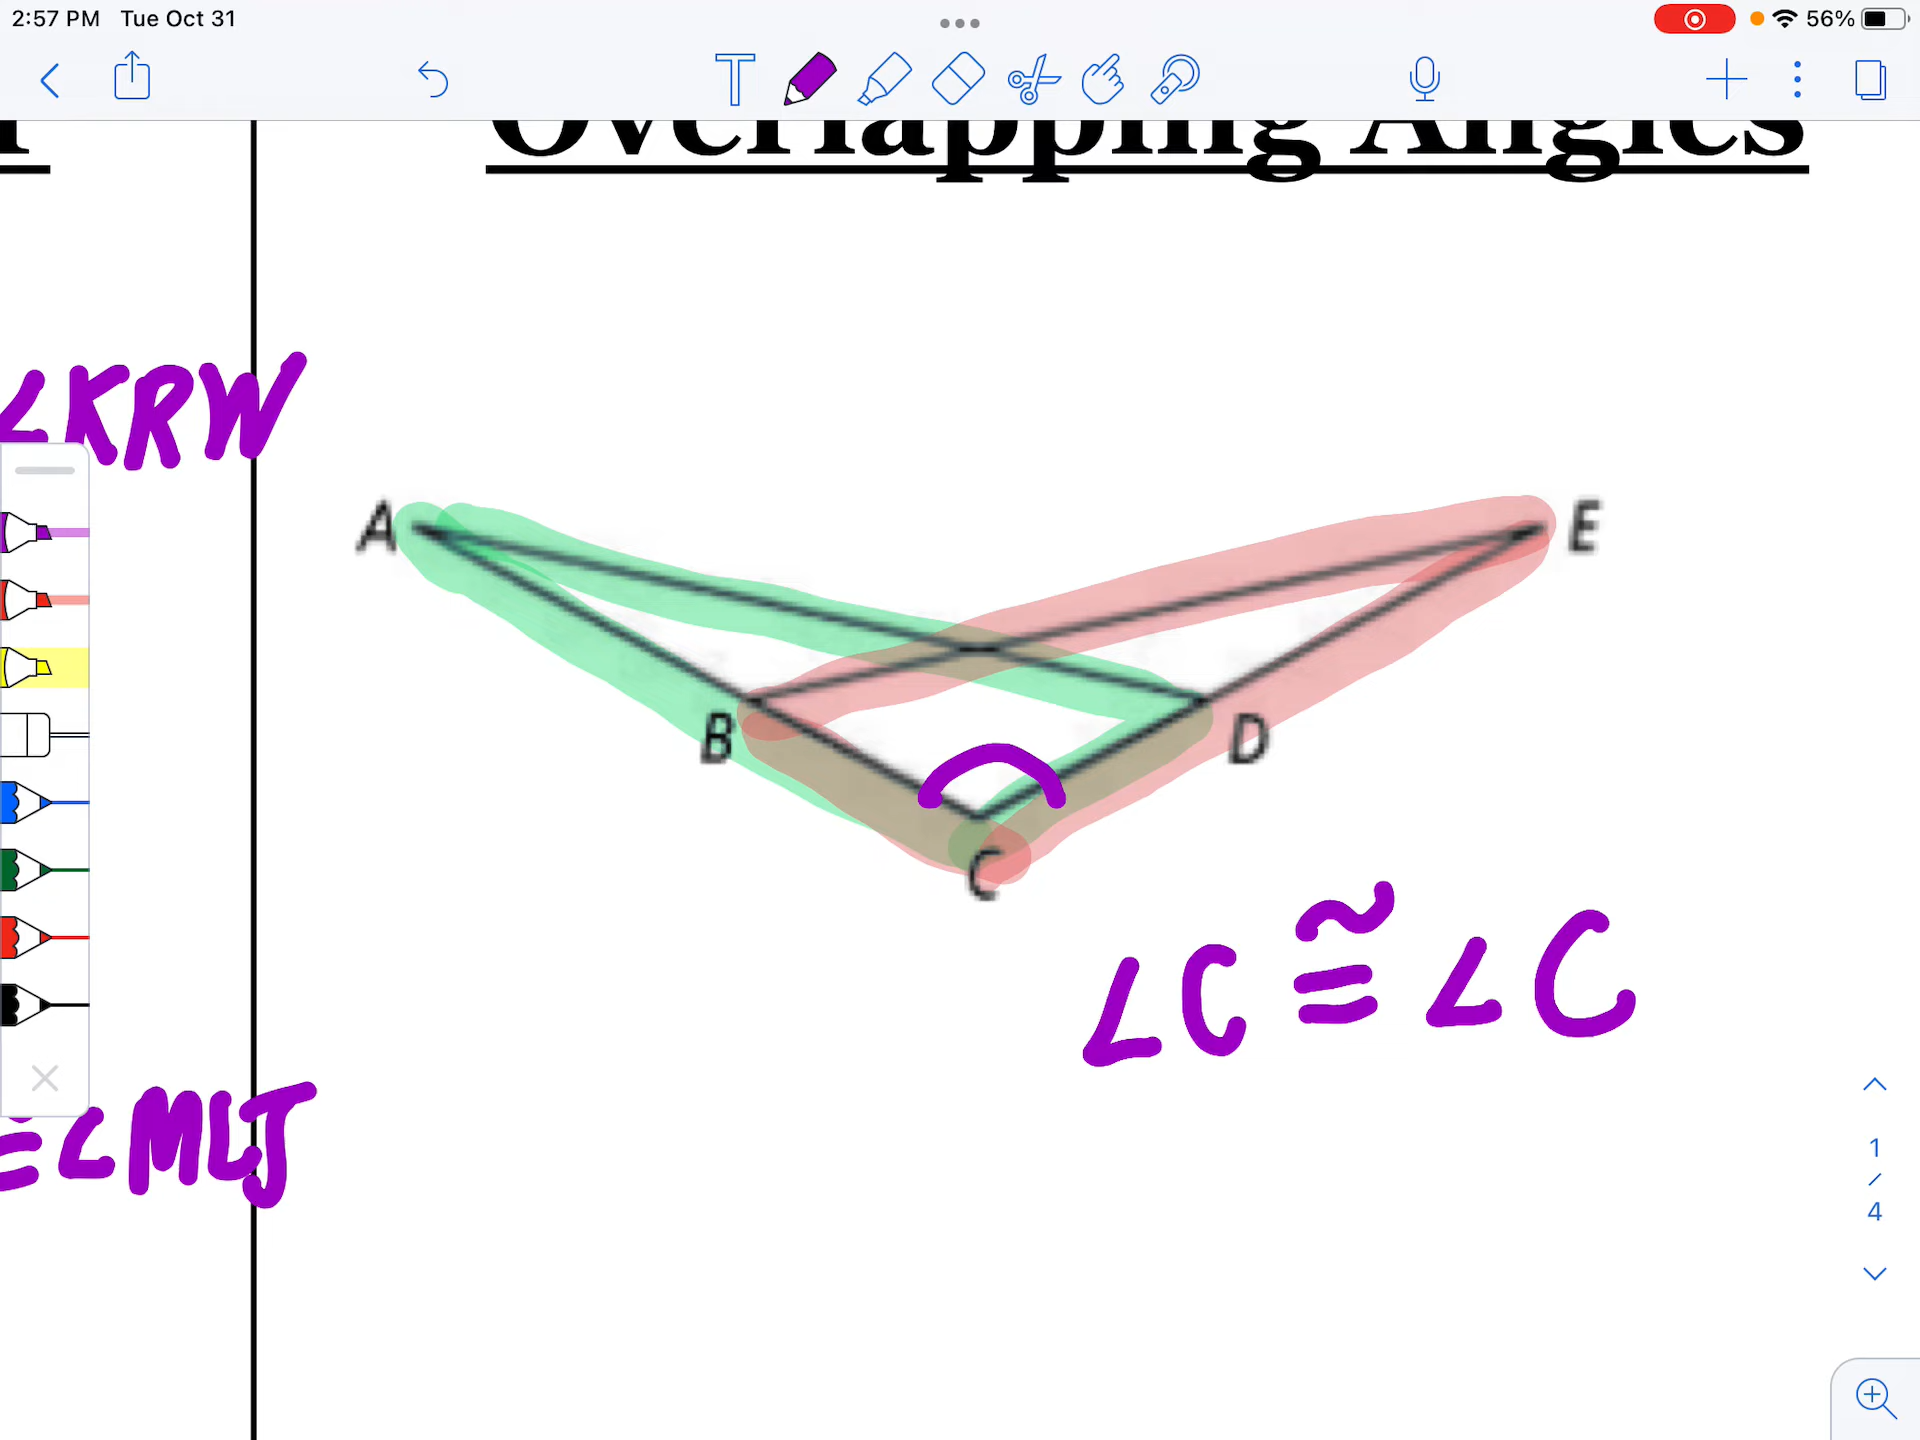 2:57 PM Tue Oct 31
56%
T
Overlapping Angles
∠KRW
A
E
B
D
C
∠C ≅ ∠C
≅ ∠MLJ
1
/
4